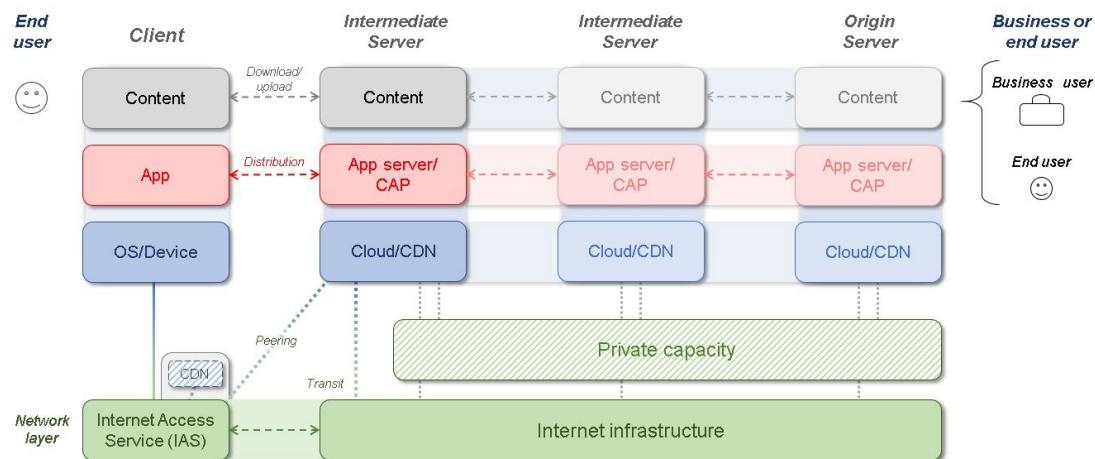 End
user
Client
Intermediate
Server
Intermediate
Server
Origin
Server
Business or
end user
Content
Download/
upload
Content
Content
Content
Business user
App
Distribution
App server/
CAP
App server/
CAP
App server/
CAP
End user
OS/Device
Cloud/CDN
Cloud/CDN
Cloud/CDN
Peering
Private capacity
CDN
Transit
Network
layer
Internet Access
Service (IAS)
Internet infrastructure